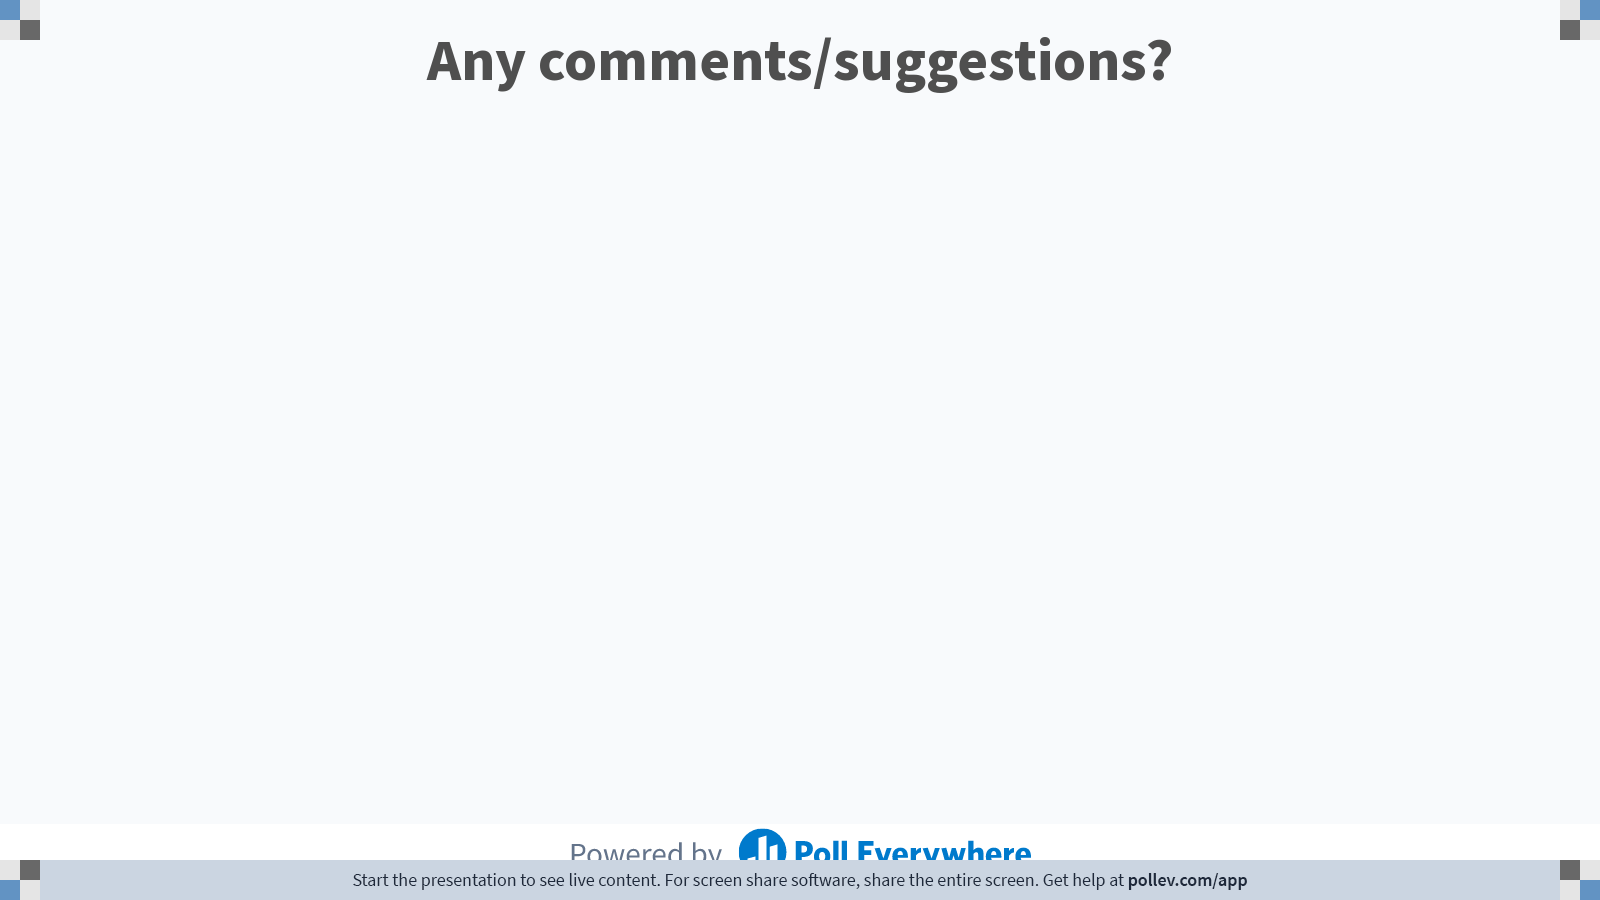 Any comments/suggestions?
Powered by Poll Everywhere
Start the presentation to see live content. For screen share software, share the entire screen. Get help at pollev.com/app